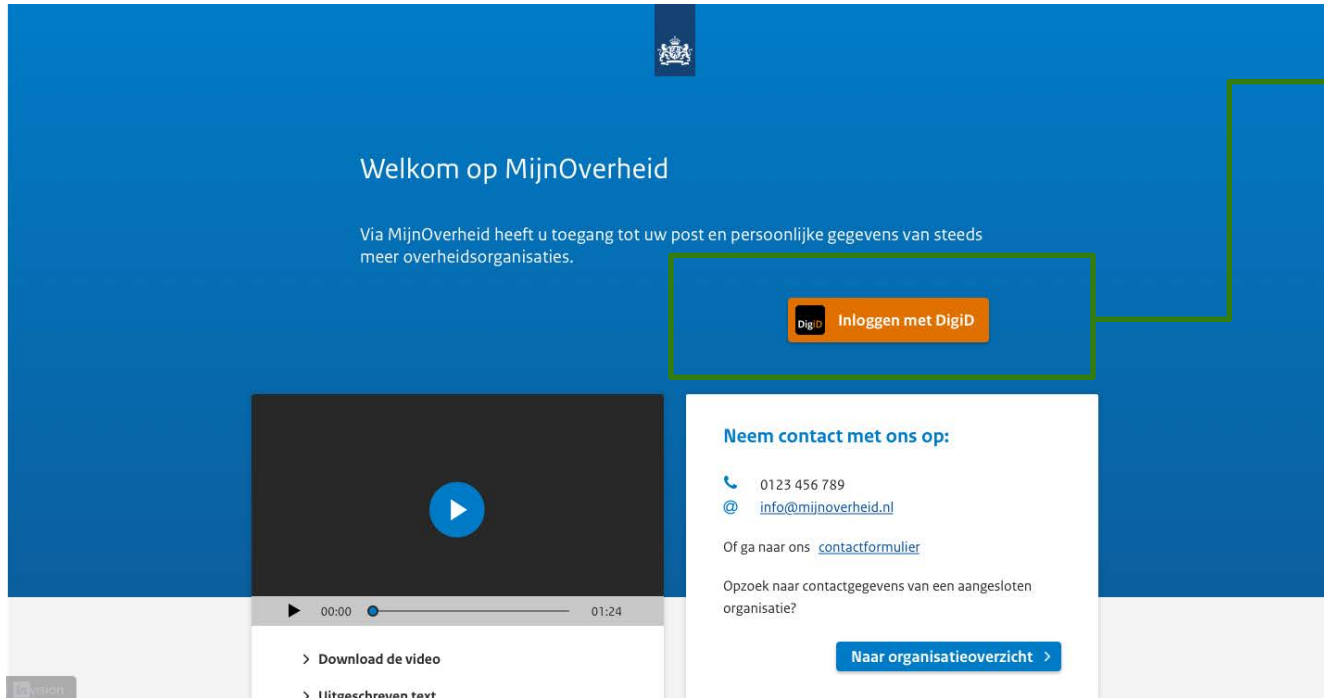 Welkom op MijnOverheid
Via MijnOverheid heeft u toegang tot uw post en persoonlijke gegevens van steeds
meer overheidsorganisaties.
DigiD
Inloggen met DigiD
00:00
01:24
> Download de video
> Uitgeschreven text
Neem contact met ons op:
0123 456 789
@ info@mijnoverheid.nl
Of ga naar ons contactformulier
Opzoek naar contactgegevens van een aangesloten
organisatie?
Naar organisatieoverzicht >
InVision